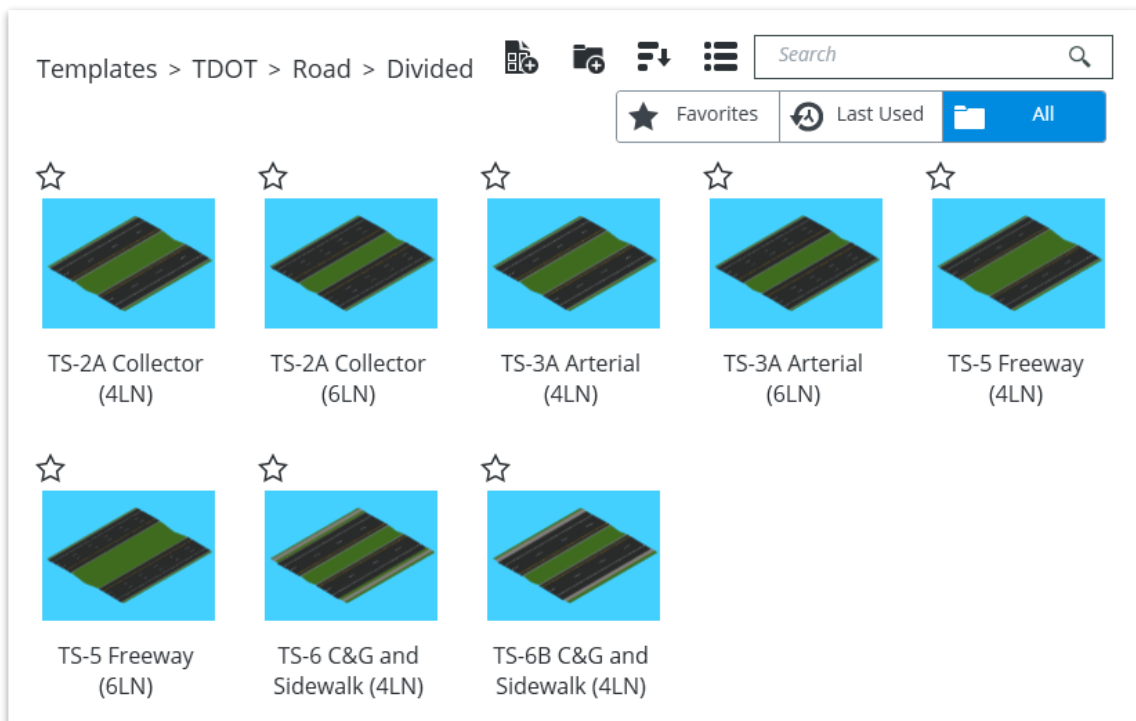 Templates > TDOT > Road > Divided
Search
Favorites
Last Used
All
TS-2A Collector
(4LN)
TS-2A Collector
(6LN)
TS-3A Arterial
(4LN)
TS-3A Arterial
(6LN)
TS-5 Freeway
(4LN)
TS-5 Freeway
(6LN)
TS-6 C&G and
Sidewalk (4LN)
TS-6B C&G and
Sidewalk (4LN)